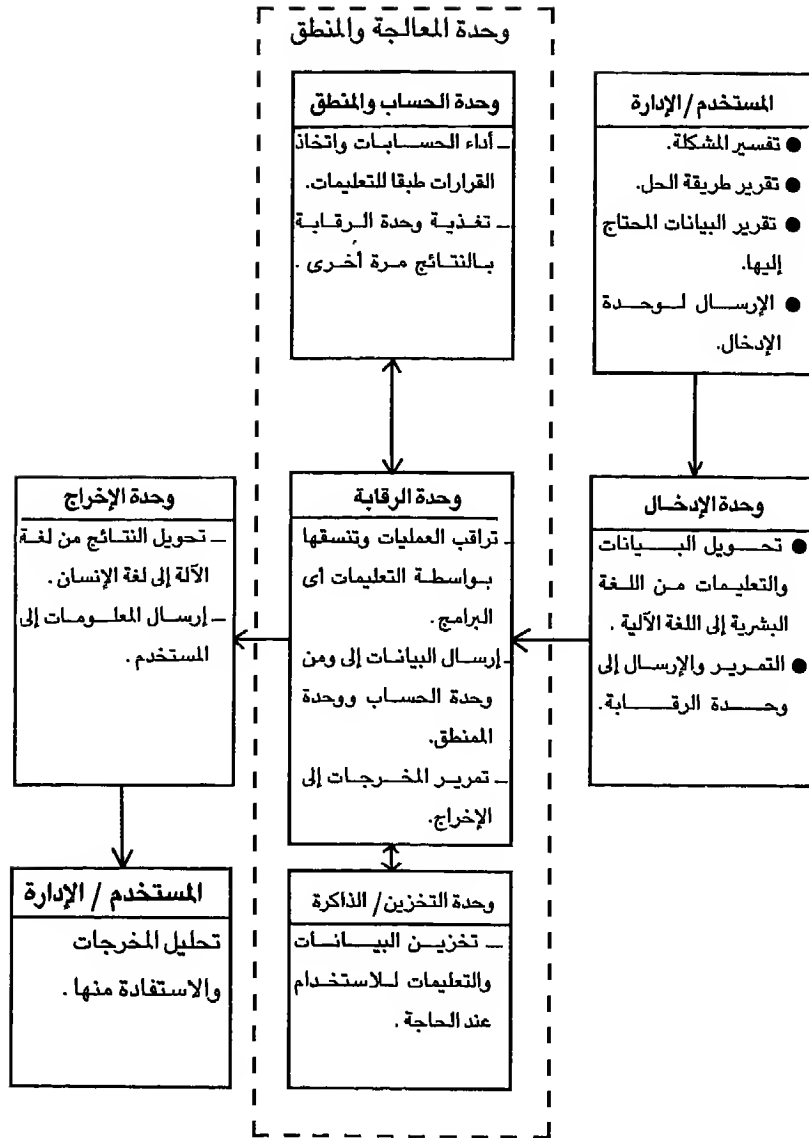 وحدة المعالجة والمنطق
المستخدم/الإدارة
● تفسير المشكلة.
● تقرير طريقة الحل.
● تقرير البيانات المحتاج
إليها.
● الإرسال لوحدة
الإدخال.
وحدة الحساب والمنطق
– أداء الحسابات واتخاذ
القرارات طبقا للتعليمات.
– تغذية وحدة الرقابة
بالنتائج مرة أخرى.
وحدة الإدخال
● تحويل البيانات
والتعليمات من اللغة
البشرية إلى اللغة الآلية.
● التمرير والإرسال إلى
وحدة الرقابة.
وحدة الرقابة
– تراقب العمليات وتنسقها
بواسطة التعليمات أى
البرامج.
– إرسال البيانات إلى ومن
وحدة الحساب ووحدة
الممنطق.
– تمرير المخرجات إلى
الإخراج.
وحدة الإخراج
– تحويل النتائج من لغة
الآلة إلى لغة الإنسان.
– إرسال المعلومات إلى
المستخدم.
وحدة التخزين/ الذاكرة
– تخزين البيانات
والتعليمات للاستخدام
عند الحاجة.
المستخدم / الإدارة
تحليل المخرجات
والاستفادة منها.